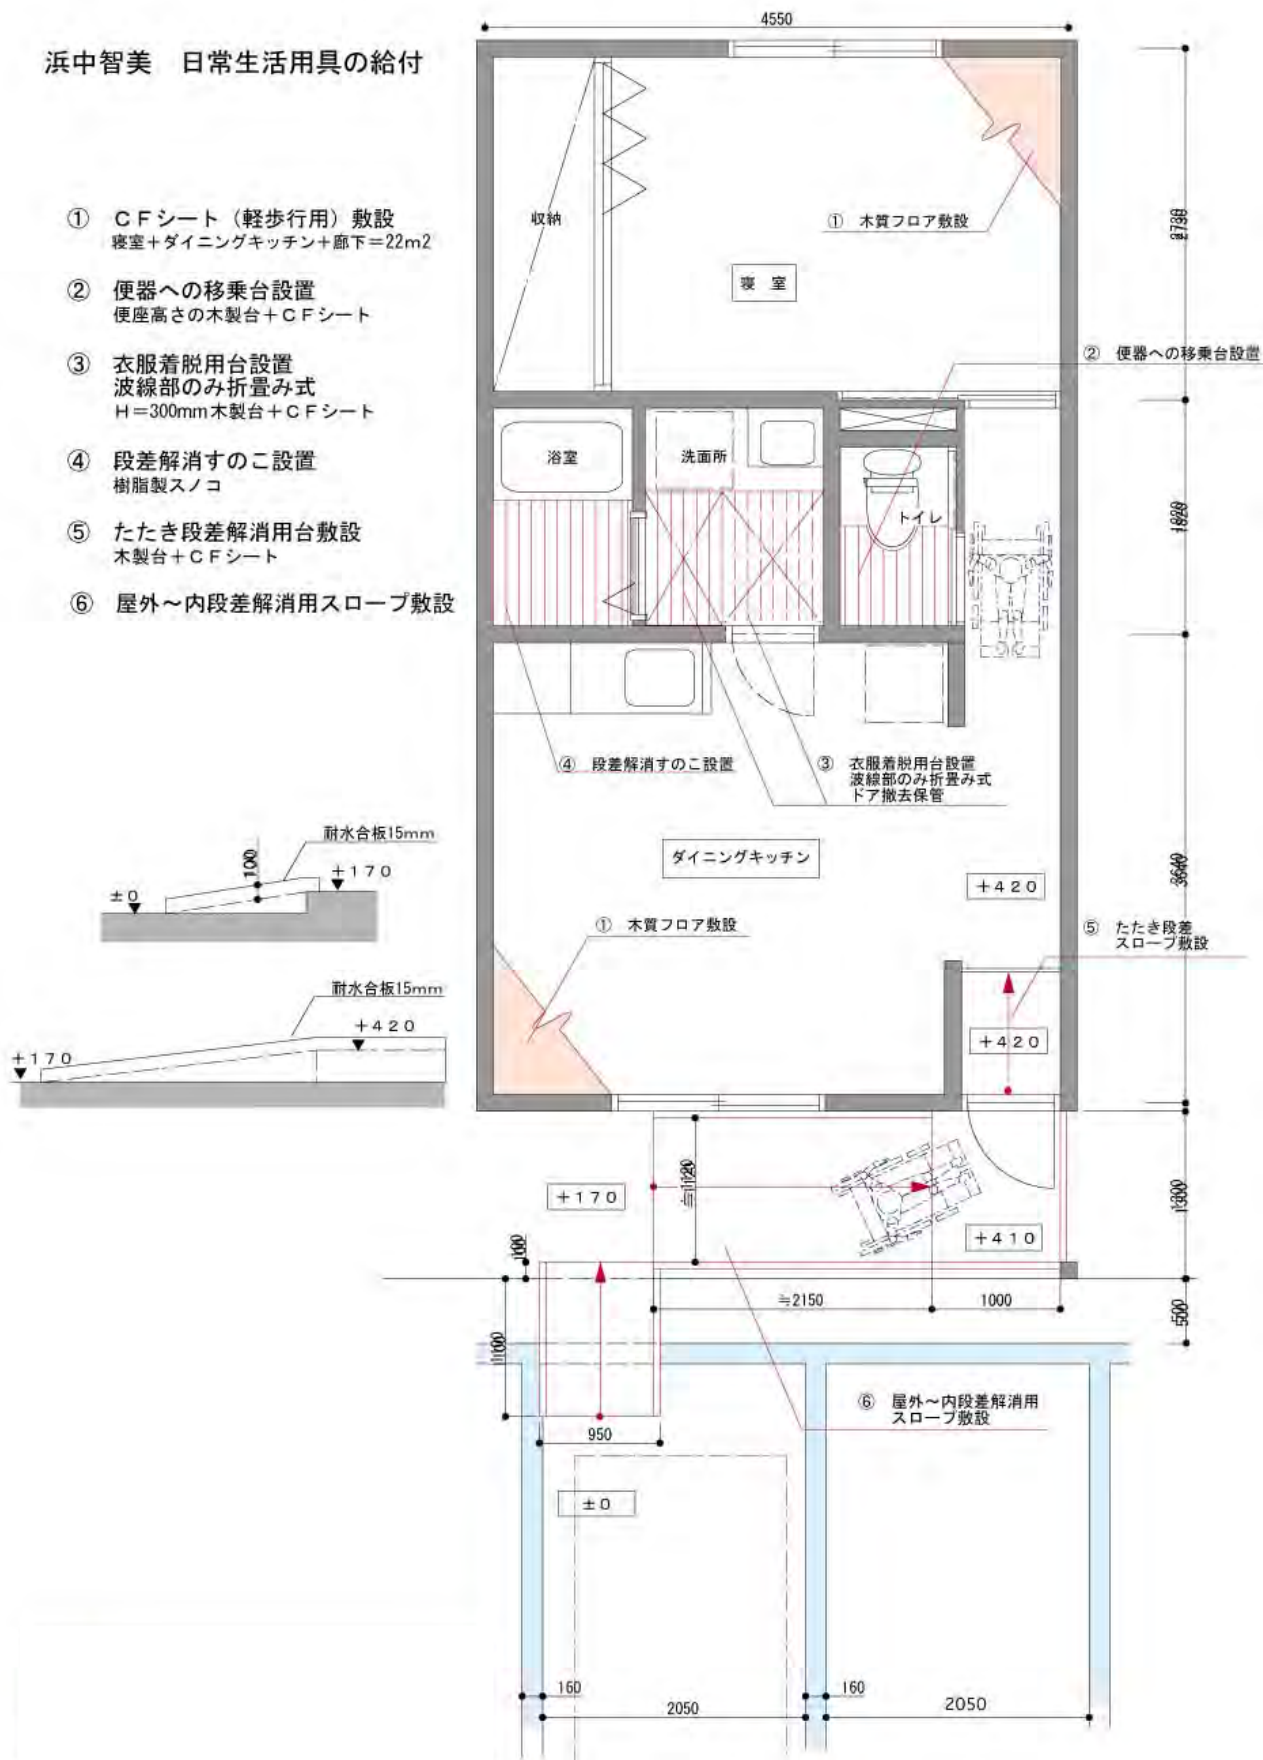 浜中智美 日常生活用具の給付
① ＣＦシート（軽歩行用）敷設
寝室＋ダイニングキッチン＋廊下＝22m2
② 便器への移乗台設置
便座高さの木製台＋ＣＦシート
③ 衣服着脱用台設置
波線部のみ折畳み式
Ｈ＝300mm木製台＋ＣＦシート
④ 段差解消すのこ設置
樹脂製スノコ
⑤ たたき段差解消用台敷設
木製台＋ＣＦシート
⑥ 屋外～内段差解消用スロープ敷設
4550
収納
① 木質フロア敷設
寝 室
2730
② 便器への移乗台設置
浴室
洗面所
トイレ
1820
④ 段差解消すのこ設置
③ 衣服着脱用台設置
波線部のみ折畳み式
ドア撤去保管
ダイニングキッチン
＋420
3640
① 木質フロア敷設
⑤ たたき段差
スロープ敷設
＋420
耐水合板15mm
100
＋170
±0
耐水合板15mm
＋420
＋170
≒1120
＋170
＋410
1300
100
≒2150
1000
500
1100
950
⑥ 屋外～内段差解消用
スロープ敷設
±0
160
2050
160
2050